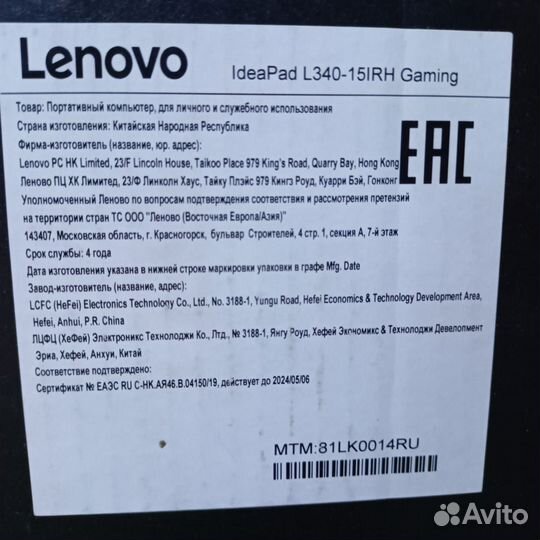 Lenovo
IdeaPad L340-15IRH Gaming
Товар: Портативный компьютер, для личного и служебного использования
Страна изготовления: Китайская Народная Республика
Фирма-изготовитель (название, юр. адрес):
Lenovo PC HK Limited, 23/F Lincoln House, Taikoo Place 979 King's Road, Quarry Bay, Hong Kong
Леново ПЦ ХК Лимитед, 23/Ф Линколн Хаус, Тайку Плэйс 979 Кингз Роуд, Куарри Бэй, Гонконг
EAC
Уполномоченный Леново по вопросам подтверждения соответствия и рассмотрения претензий
на территории стран ТС ООО "Леново (Восточная Европа/Азия)"
143407, Московская область, г. Красногорск, бульвар Строителей, 4 стр. 1, секция А, 7-й этаж
Срок службы: 4 года
Дата изготовления указана в нижней строке маркировки упаковки в графе Mfg. Date
Завод-изготовитель (название, адрес):
LCFC (HeFei) Electronics Technology Co., Ltd., No. 3188-1, Yungu Road, Hefei Economics & Technology Development Area,
Hefei, Anhui, P.R. China
ЛЦФЦ (ХеФей) Электроникс Технолоджи Ко., Лтд., № 3188-1, Янгу Роуд, Хефей Экономикс & Технолоджи Девелопмент
Эриа, Хефей, Анхуи, Китай
Соответствие подтверждено:
Сертификат № ЕАЭС RU С-HK.АЯ46.В.04150/19, действует до 2024/05/06
MTM:81LK0014RU
Avito